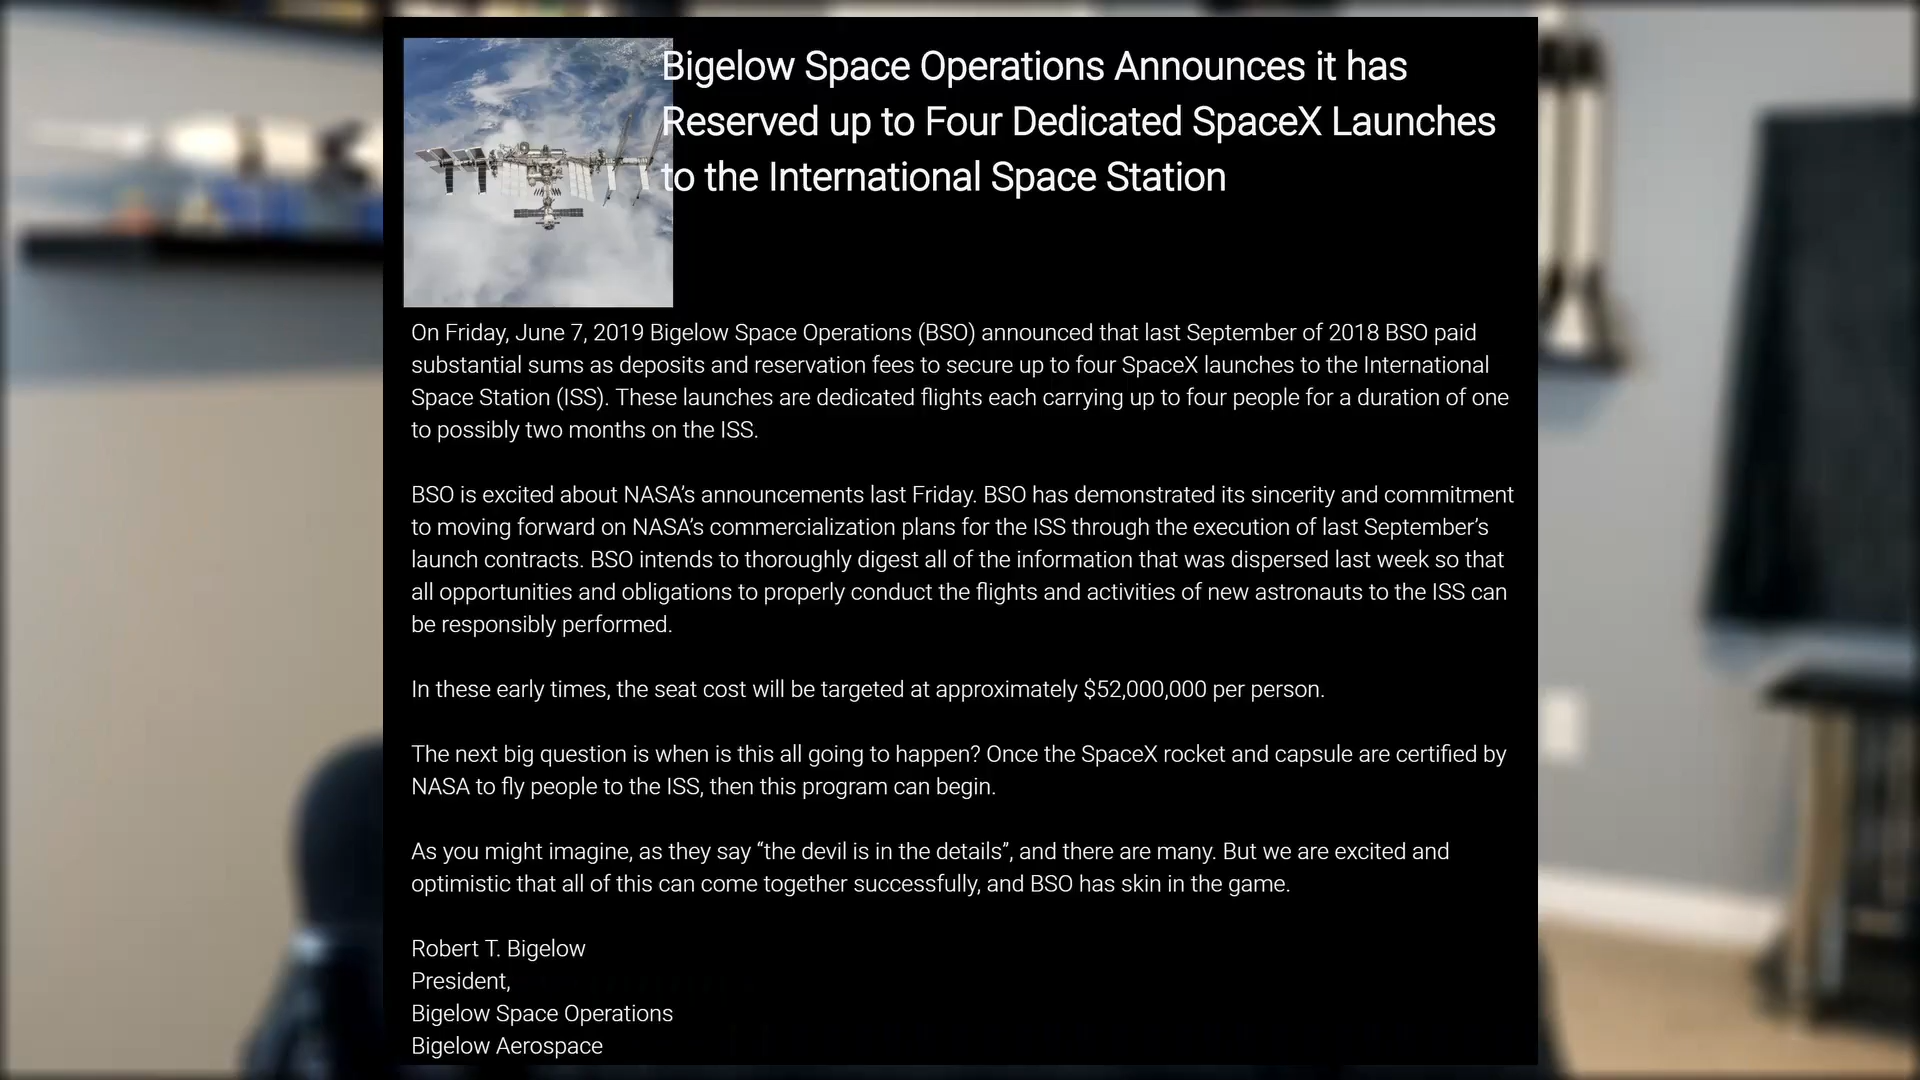 Bigelow Space Operations Announces it has
Reserved up to Four Dedicated SpaceX Launches
to the International Space Station
On Friday, June 7, 2019 Bigelow Space Operations (BSO) announced that last September of 2018 BSO paid
substantial sums as deposits and reservation fees to secure up to four SpaceX launches to the International
Space Station (ISS). These launches are dedicated flights each carrying up to four people for a duration of one
to possibly two months on the ISS.
BSO is excited about NASA’s announcements last Friday. BSO has demonstrated its sincerity and commitment
to moving forward on NASA’s commercialization plans for the ISS through the execution of last September’s
launch contracts. BSO intends to thoroughly digest all of the information that was dispersed last week so that
all opportunities and obligations to properly conduct the flights and activities of new astronauts to the ISS can
be responsibly performed.
In these early times, the seat cost will be targeted at approximately $52,000,000 per person.
The next big question is when is this all going to happen? Once the SpaceX rocket and capsule are certified by
NASA to fly people to the ISS, then this program can begin.
As you might imagine, as they say “the devil is in the details”, and there are many. But we are excited and
optimistic that all of this can come together successfully, and BSO has skin in the game.
Robert T. Bigelow
President,
Bigelow Space Operations
Bigelow Aerospace